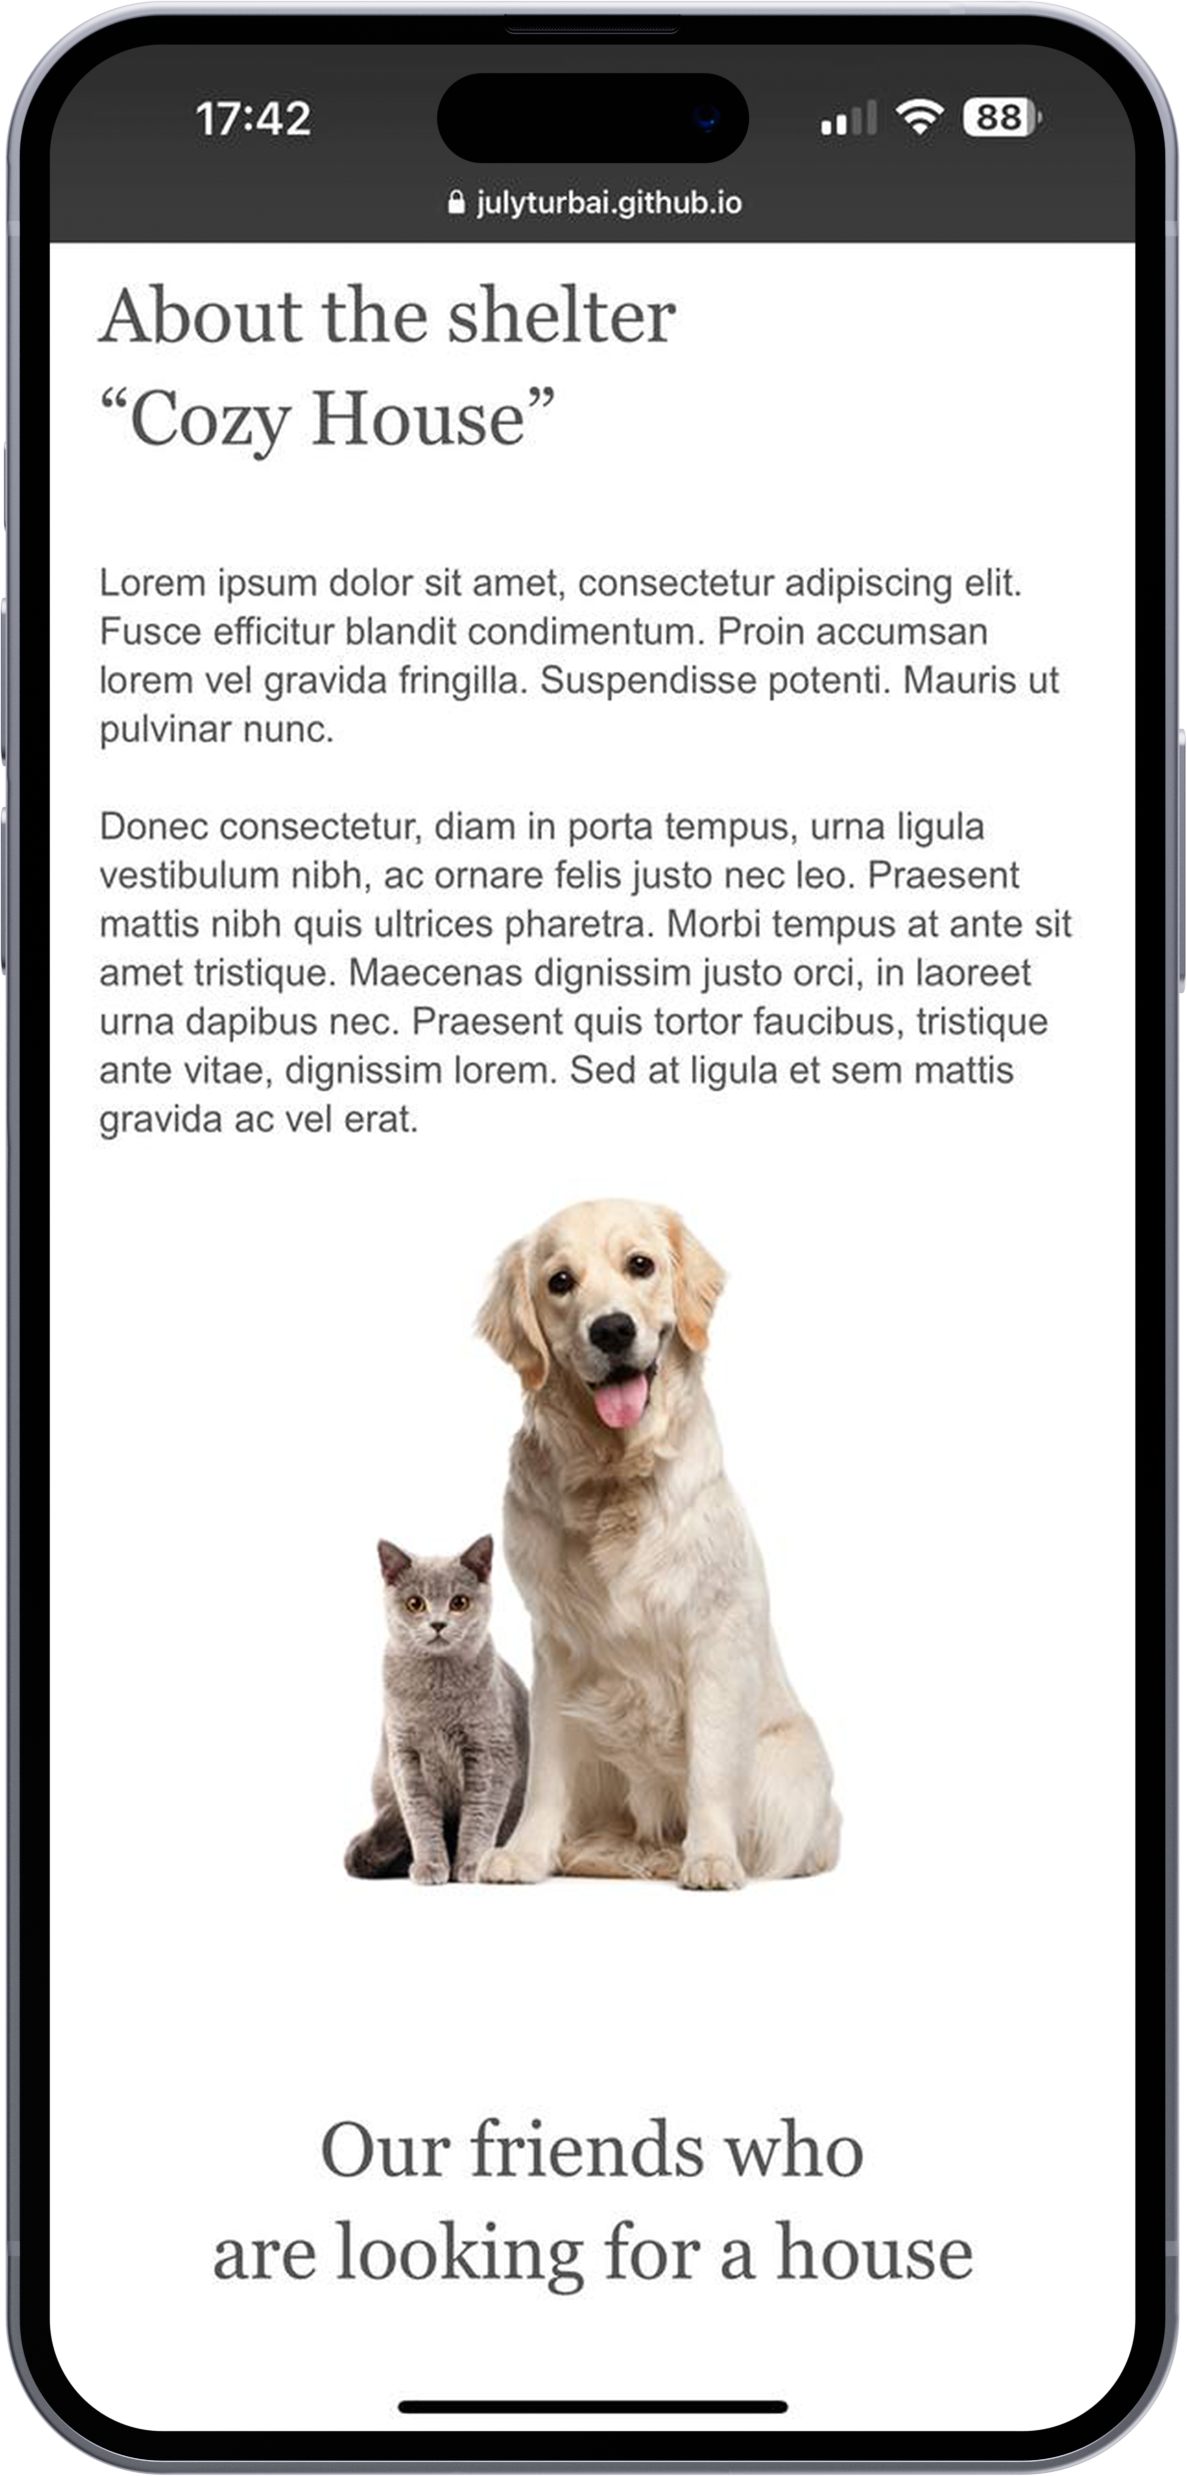 17:42
88
julyturbai.github.io
About the shelter
“Cozy House”
Lorem ipsum dolor sit amet, consectetur adipiscing elit.
Fusce efficitur blandit condimentum. Proin accumsan
lorem vel gravida fringilla. Suspendisse potenti. Mauris ut
pulvinar nunc.
Donec consectetur, diam in porta tempus, urna ligula
vestibulum nibh, ac ornare felis justo nec leo. Praesent
mattis nibh quis ultrices pharetra. Morbi tempus at ante sit
amet tristique. Maecenas dignissim justo orci, in laoreet
urna dapibus nec. Praesent quis tortor faucibus, tristique
ante vitae, dignissim lorem. Sed at ligula et sem mattis
gravida ac vel erat.
Our friends who
are looking for a house